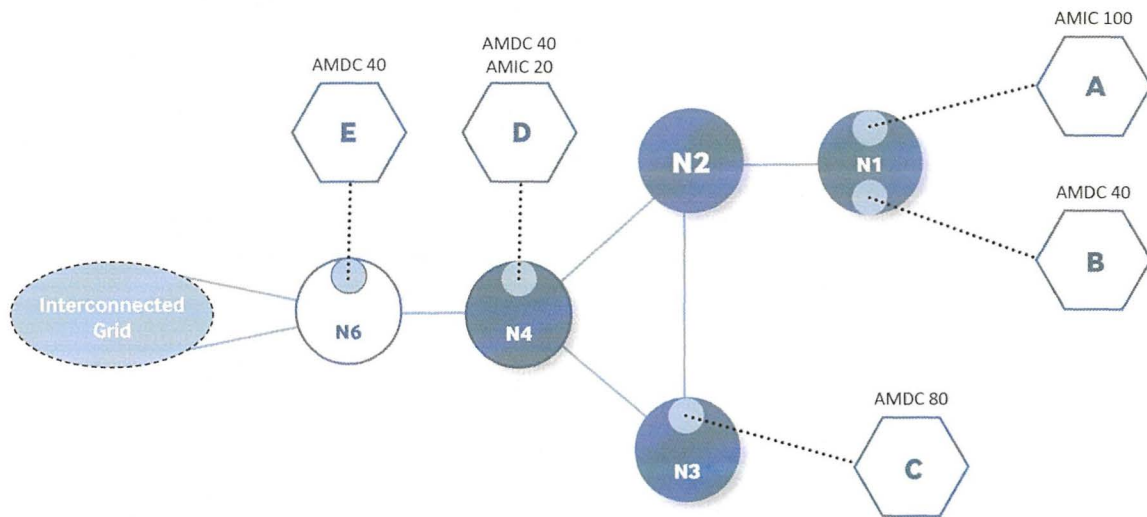 AMIC 100
A
AMDC 40
E
AMDC 40
AMIC 20
D
N2
N1
AMDC 40
B
Interconnected
Grid
N6
N4
AMDC 80
C
N3